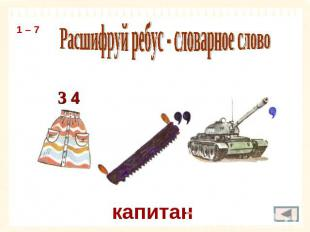 1 – 7
Расшифруй ребус - словарное слово
3 4
,,
,
капитан